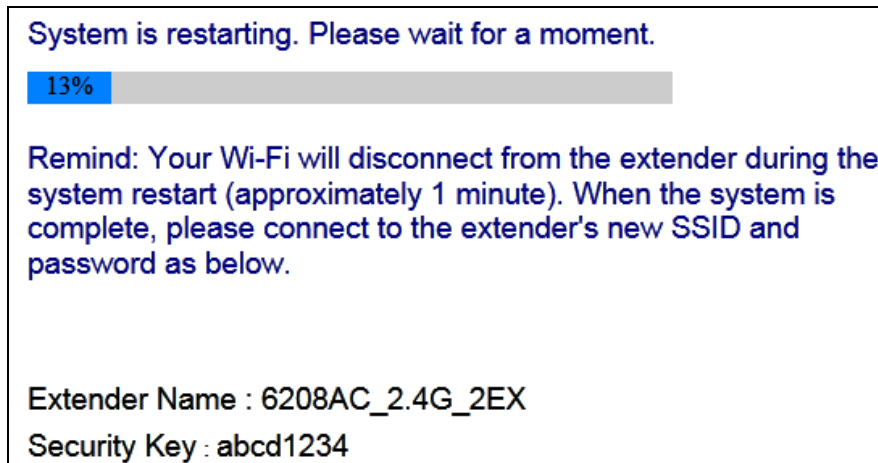 System is restarting. Please wait for a moment.
13%
Remind: Your Wi-Fi will disconnect from the extender during the
system restart (approximately 1 minute). When the system is
complete, please connect to the extender's new SSID and
password as below.
Extender Name : 6208AC_2.4G_2EX
Security Key : abcd1234